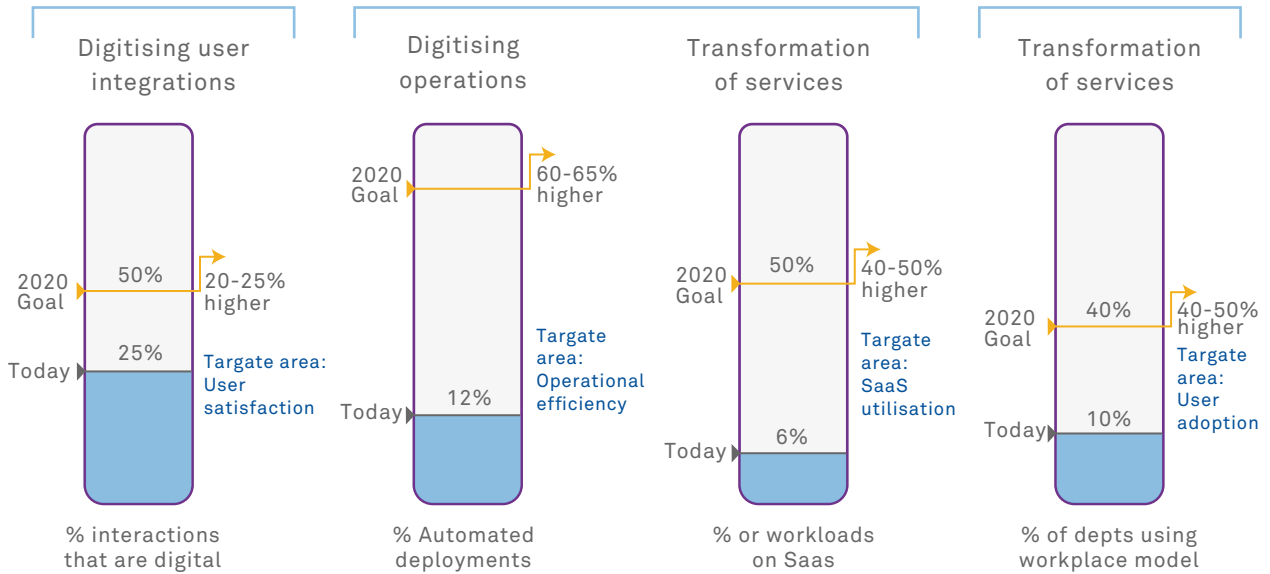 Digitising user
integrations
2020
Goal
50%
20-25%
higher
Today
25%
Targate area:
User
satisfaction
% interactions
that are digital
Digitising
operations
2020
Goal
60-65%
higher
Targate
area:
Operational
efficiency
Today
12%
% Automated
deployments
Transformation
of services
2020
Goal
50%
40-50%
higher
Targate
area:
SaaS
utilisation
Today
6%
% or workloads
on Saas
Transformation
of services
2020
Goal
40%
40-50%
higher
Targate
area:
User
adoption
Today
10%
% of depts using
workplace model